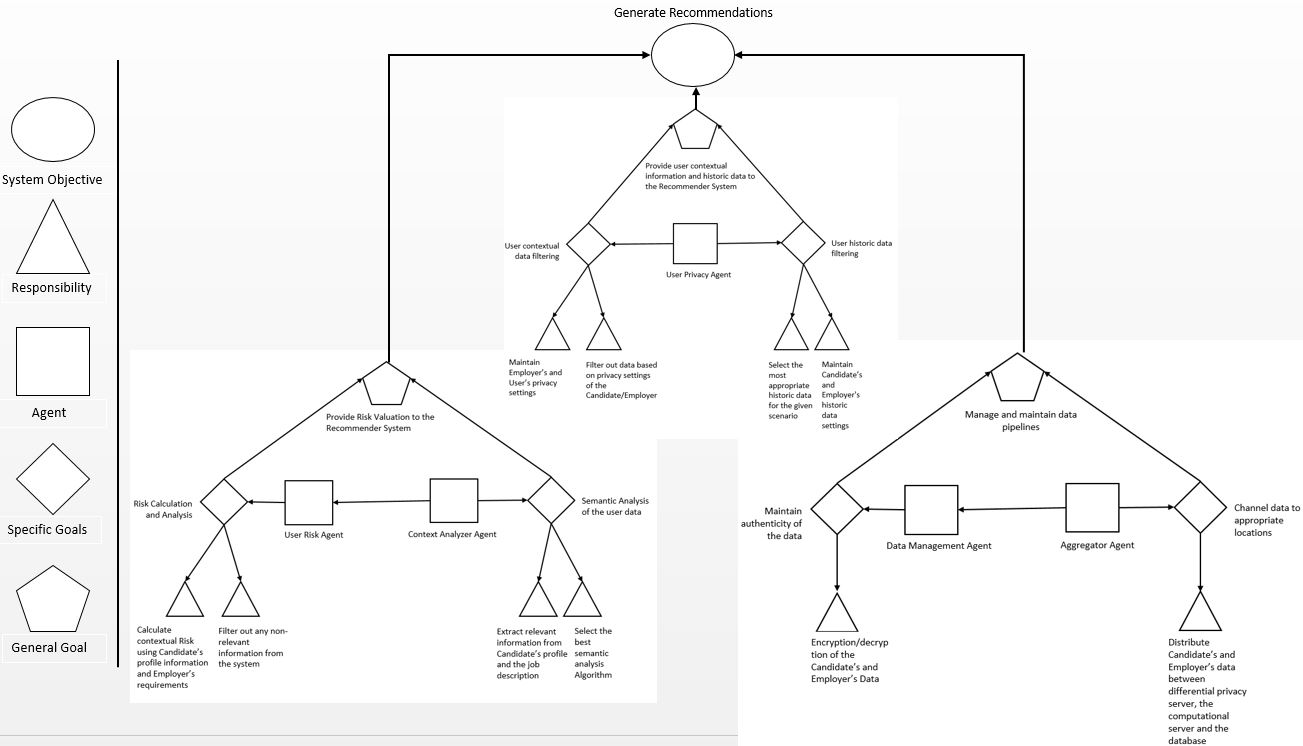 Generate Recommendations
System Objective
Responsibility
Agent
Specific Goals
General Goal
Provide user contextual
information and historic data to
the Recommender System
User contextual
data filtering
User Privacy Agent
User historic data
filtering
Maintain
Employer's and
User's privacy
settings
Filter out data based
on privacy settings
of the
Candidate/Employer
Select the
most
appropriate
historic data
for the given
scenario
Maintain
Candidate's
and
Employer's
historic
data
settings
Provide Risk Valuation to the
Recommender System
Risk Calculation
and Analysis
User Risk Agent
Context Analyzer Agent
Semantic Analysis
of the user data
Calculate
contextual Risk
using Candidate's
profile information
and Employer's
requirements
Filter out any non-
relevant
information from
the system
Extract relevant
information from
Candidate's profile
and the job
description
Select the
best
semantic
analysis
Algorithm
Manage and maintain data
pipelines
Maintain
authenticity of
the data
Data Management Agent
Aggregator Agent
Channel data to
appropriate
locations
Encryption/decryp
tion of the
Candidate's and
Employer's Data
Distribute
Candidate's and
Employer's data
between
differential privacy
server, the
computational
server and the
database